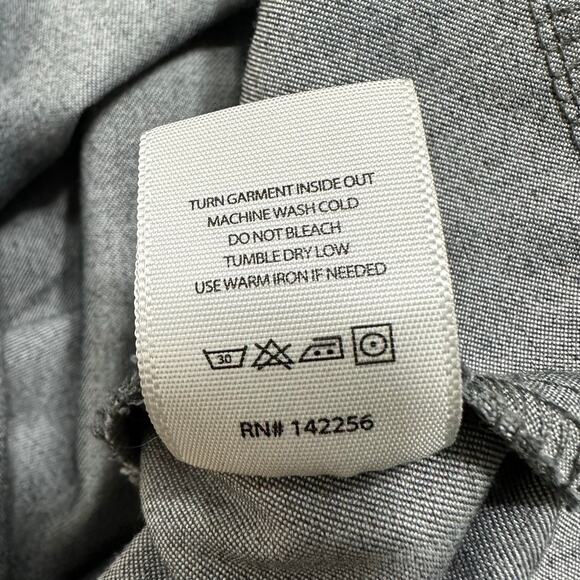 TURN GARMENT INSIDE OUT
MACHINE WASH COLD
DO NOT BLEACH
TUMBLE DRY LOW
USE WARM IRON IF NEEDED
30
RN# 142256